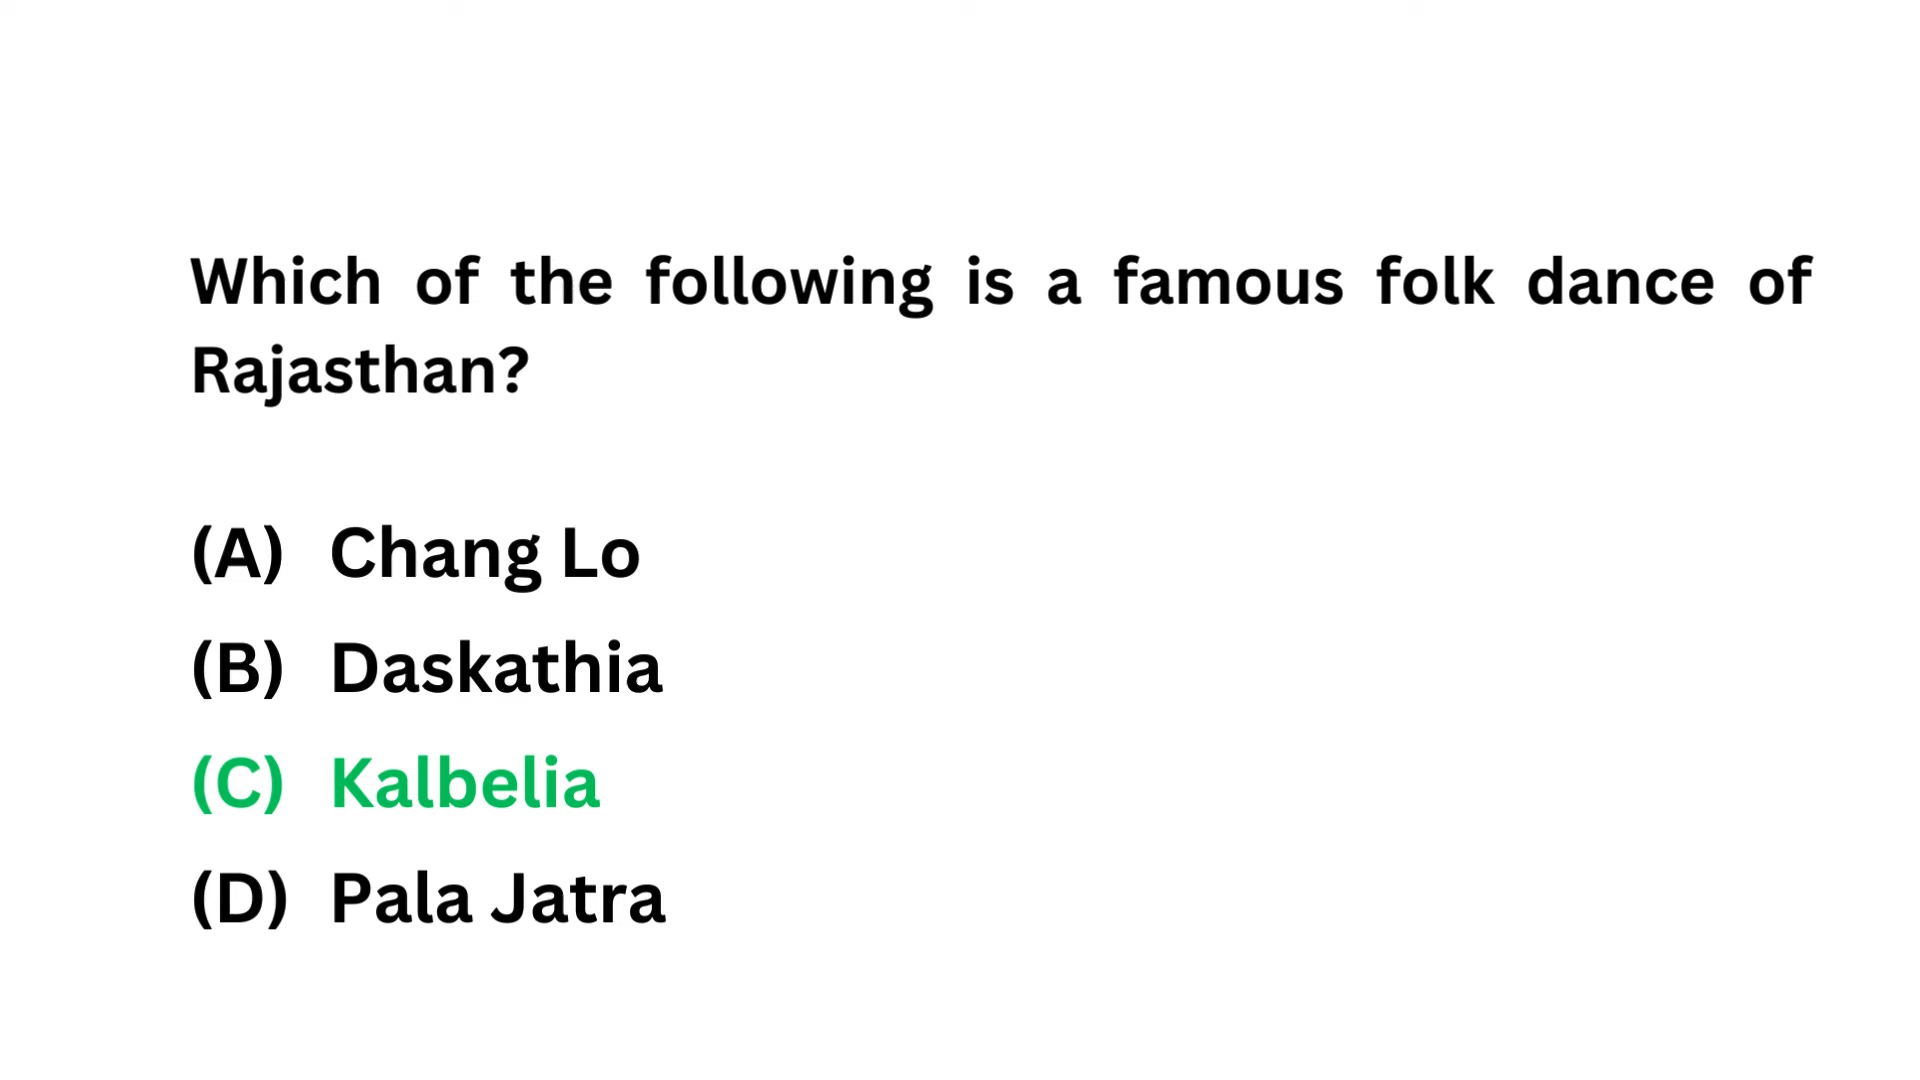 Which of the following is a famous folk dance of
Rajasthan?
(A) Chang Lo
(B) Daskathia
(C) Kalbelia
(D) Pala Jatra